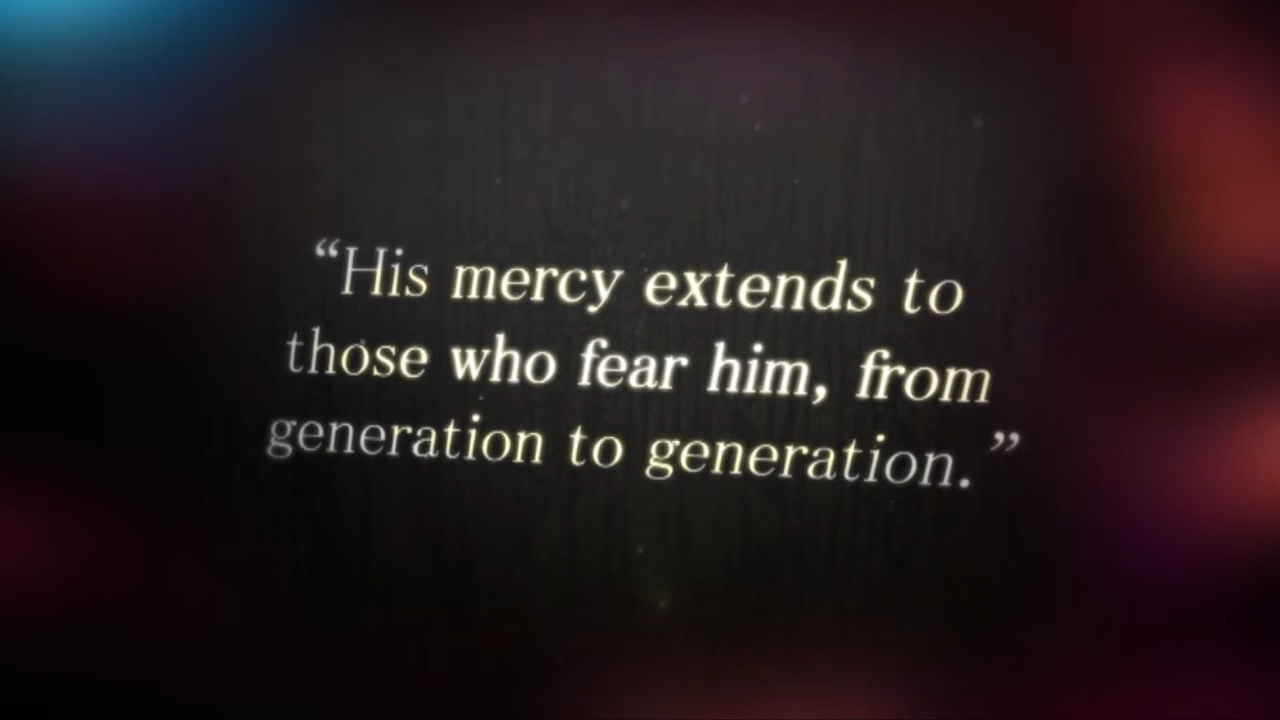 “His mercy extends to
those who fear him, from
generation to generation.”